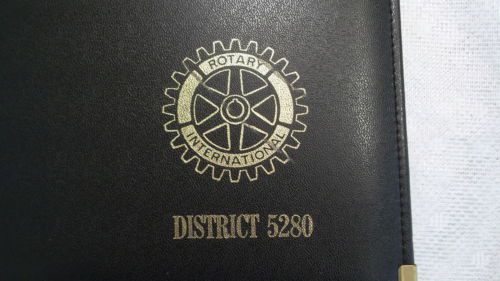 ROTARY
INTERNATIONAL
DISTRICT 5280